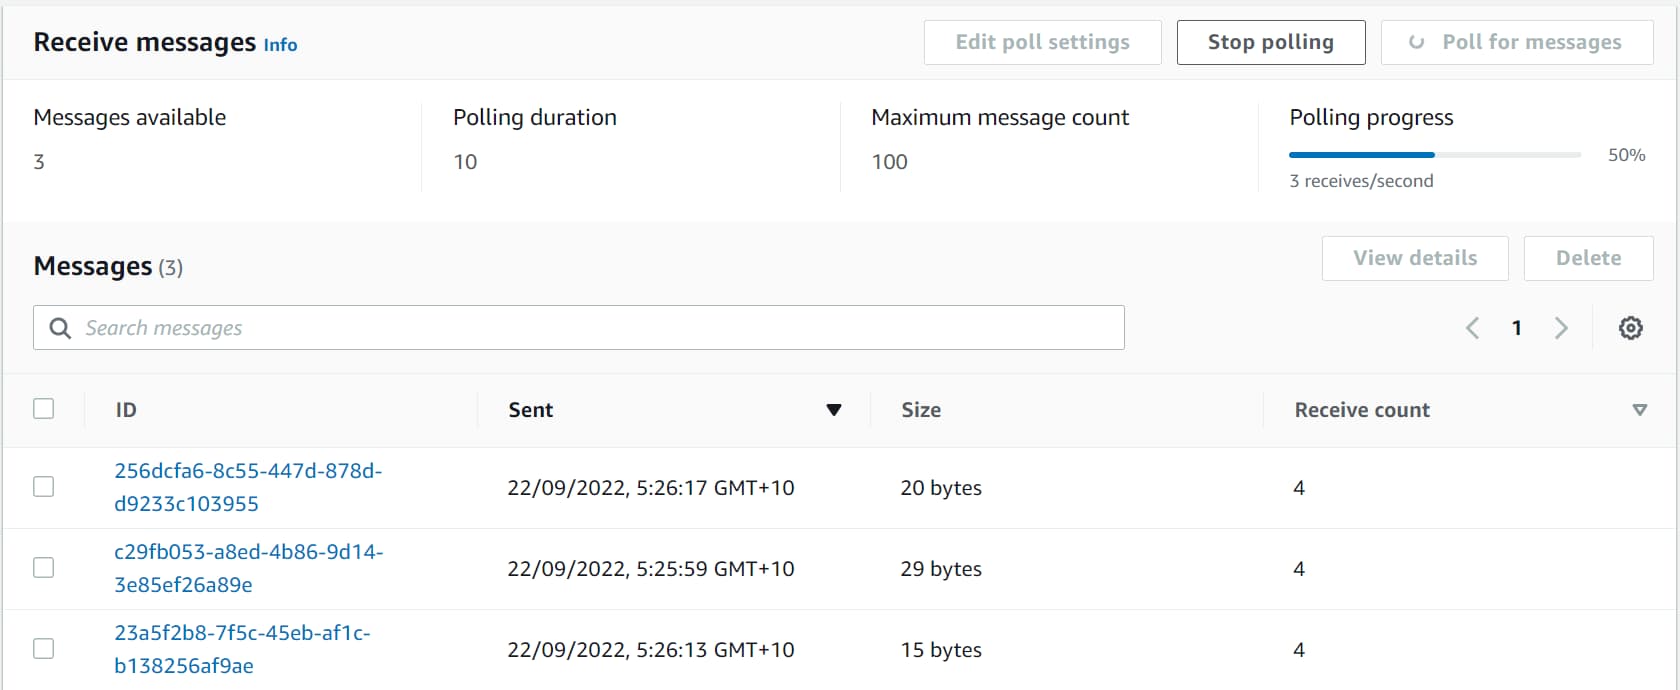 Receive messages Info
Edit poll settings
Stop polling
Poll for messages
Messages available
3
Polling duration
10
Maximum message count
100
Polling progress
50%
3 receives/second
Messages (3)
View details
Delete
Search messages
1
ID Sent Size Receive count
256dcfa6-8c55-447d-878d-
d9233c103955
22/09/2022, 5:26:17 GMT+10
20 bytes
4
c29fb053-a8ed-4b86-9d14-
3e85ef26a89e
22/09/2022, 5:25:59 GMT+10
29 bytes
4
23a5f2b8-7f5c-45eb-af1c-
b138256af9ae
22/09/2022, 5:26:13 GMT+10
15 bytes
4